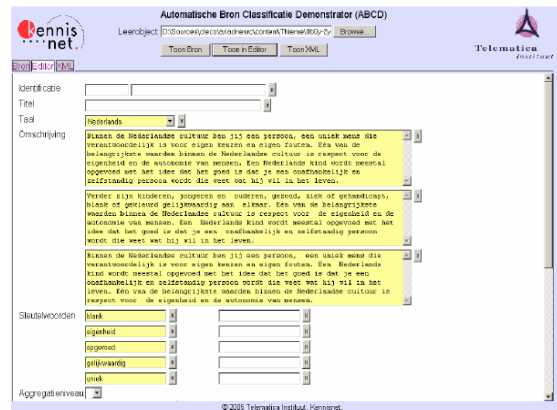 Automatische Bron Classificatie Demonstrator (ABCD)
kennis
net.
Leerobject: D:\Sources\cleco\ariadnesrc\content\Thieme\llb0y-2y Browse...
Toon Bron Toon in Editor Toon XML
Telematica
Instituut
Bron Editor XML
Identificatie x
Titel x
Taal Nederlands x
Omschrijving
Binnen de Nederlandse cultuur ben jij een persoon, een uniek mens die x
verantwoordelijk is voor eigen keuzen en eigen fouten. Eén van de
belangrijkste waarden binnen de Nederlandse cultuur is respect voor de
eigenheid en de autonomie van mensen. Een Nederlands kind wordt meestal
opgevoed met het idee dat het goed is dat je een onafhankelijk en
zelfstandig persoon wordt die weet wat hij wil in het leven.
Verder zijn kinderen, jongeren en ouderen, gezond, ziek of gehandicapt, x
blank of gekleurd gelijkwaardig aan elkaar. Eén van de belangrijkste
waarden binnen de Nederlandse cultuur is respect voor de eigenheid en de
autonomie van mensen. Een Nederlands kind wordt meestal opgevoed met het
idee dat het goed is dat je een onafhankelijk en zelfstandig persoon
wordt die weet wat hij wil in het leven.
Binnen de Nederlandse cultuur ben jij een persoon, een uniek mens die x
verantwoordelijk is voor eigen keuzen en eigen fouten. Een Nederlands
kind wordt meestal opgevoed met het idee dat het goed is dat je een
onafhankelijk en zelfstandig persoon wordt die weet wat hij wil in het
leven. Eén van de belangrijkste waarden binnen de Nederlandse cultuur is
respect voor de eigenheid en de autonomie van mensen.
Sleutelwoorden blank x x
eigenheid x x
opgevoed x x
gelijkwaardig x x
uniek x x
Aggregatieniveau
© 2005 Telematica Instituut, Kennisnet.